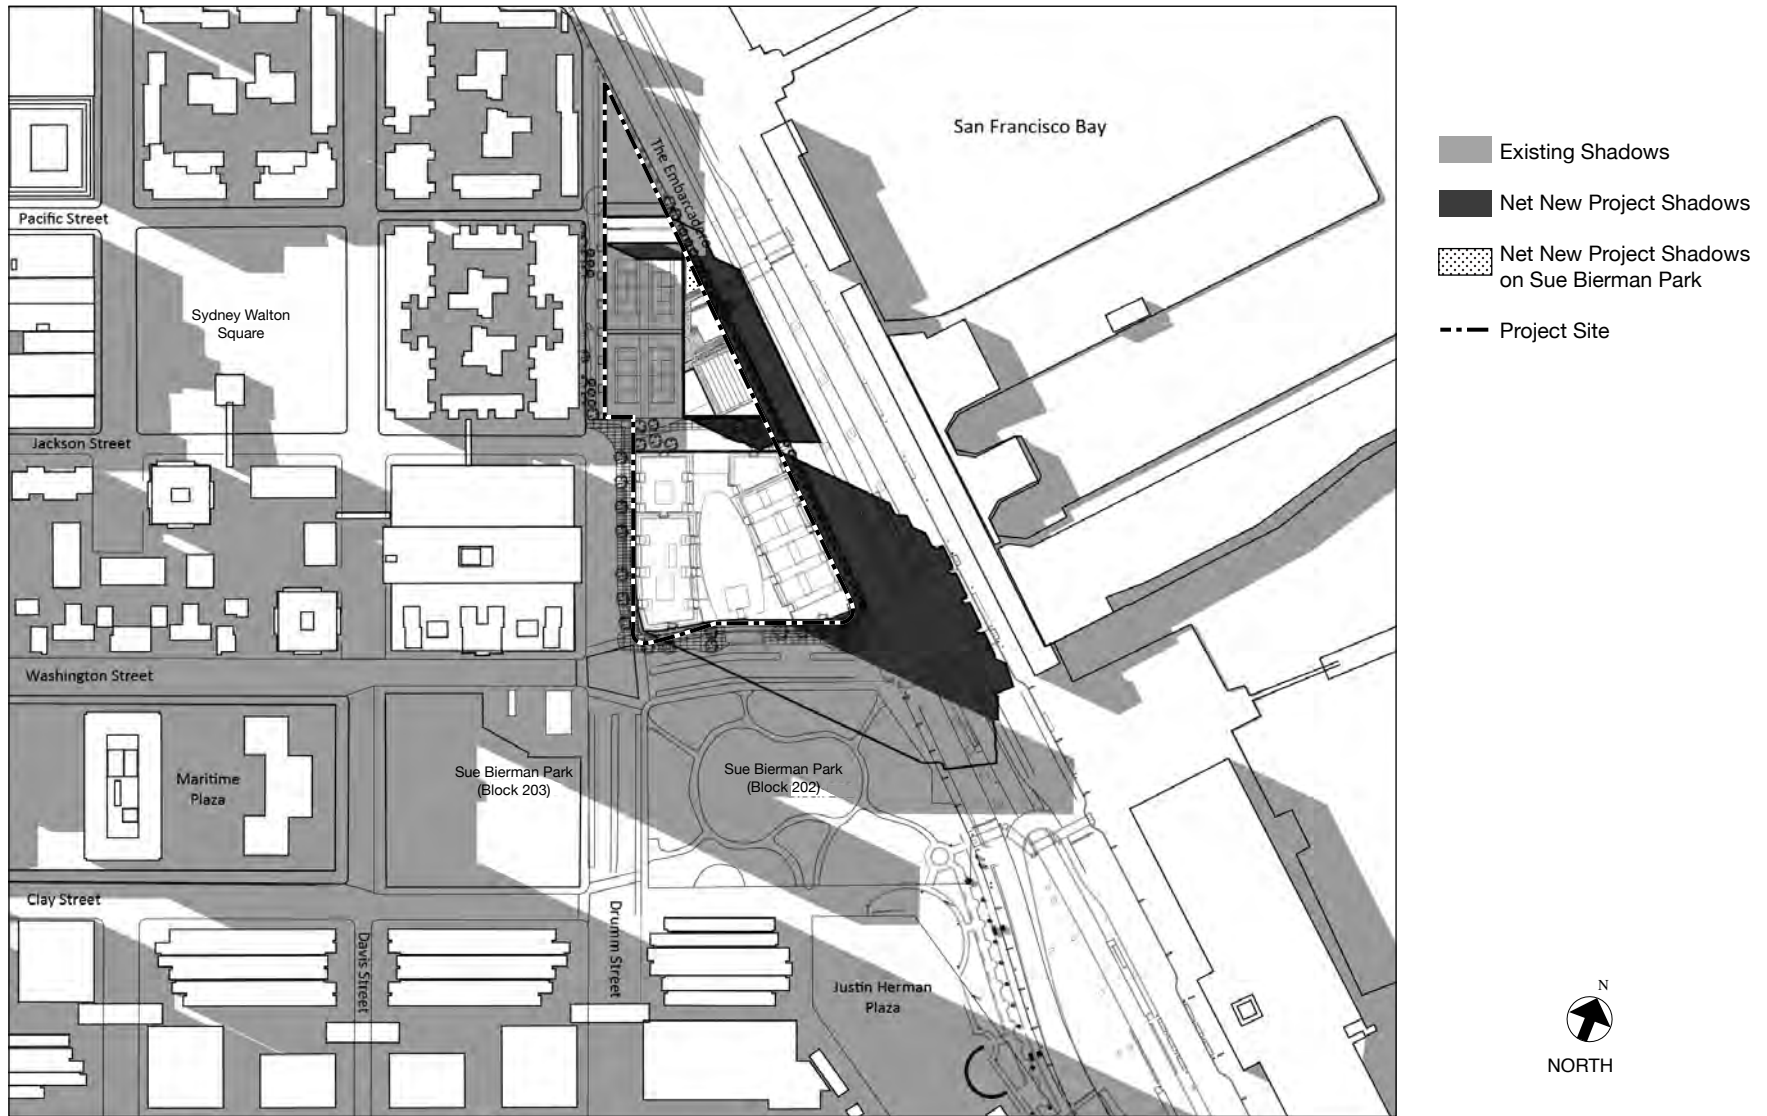 San Francisco Bay
The Embarcadero
Pacific Street
Sydney Walton
Square
Jackson Street
Washington Street
Maritime
Plaza
Sue Bierman Park
(Block 203)
Sue Bierman Park
(Block 202)
Clay Street
Davis Street
Drumm Street
Justin Herman
Plaza
Existing Shadows
Net New Project Shadows
Net New Project Shadows
on Sue Bierman Park
Project Site
N
NORTH